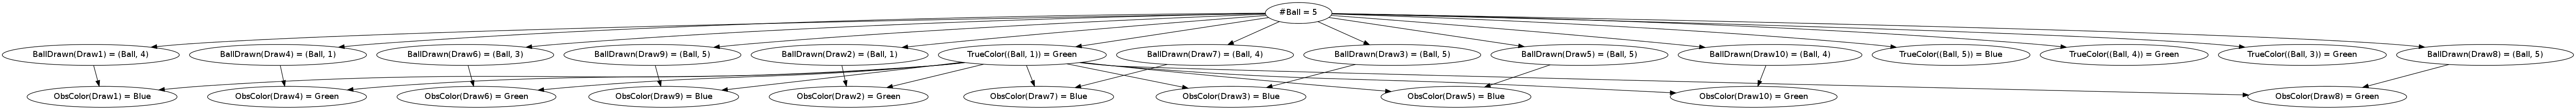 #Ball = 5
BallDrawn(Draw1) = (Ball, 4)
BallDrawn(Draw4) = (Ball, 1)
BallDrawn(Draw6) = (Ball, 3)
BallDrawn(Draw9) = (Ball, 5)
BallDrawn(Draw2) = (Ball, 1)
TrueColor((Ball, 1)) = Green
BallDrawn(Draw7) = (Ball, 4)
BallDrawn(Draw3) = (Ball, 5)
BallDrawn(Draw5) = (Ball, 5)
BallDrawn(Draw10) = (Ball, 4)
TrueColor((Ball, 5)) = Blue
TrueColor((Ball, 4)) = Green
TrueColor((Ball, 3)) = Green
BallDrawn(Draw8) = (Ball, 5)
ObsColor(Draw1) = Blue
ObsColor(Draw4) = Green
ObsColor(Draw6) = Green
ObsColor(Draw9) = Blue
ObsColor(Draw2) = Green
ObsColor(Draw7) = Blue
ObsColor(Draw3) = Blue
ObsColor(Draw5) = Blue
ObsColor(Draw10) = Green
ObsColor(Draw8) = Green